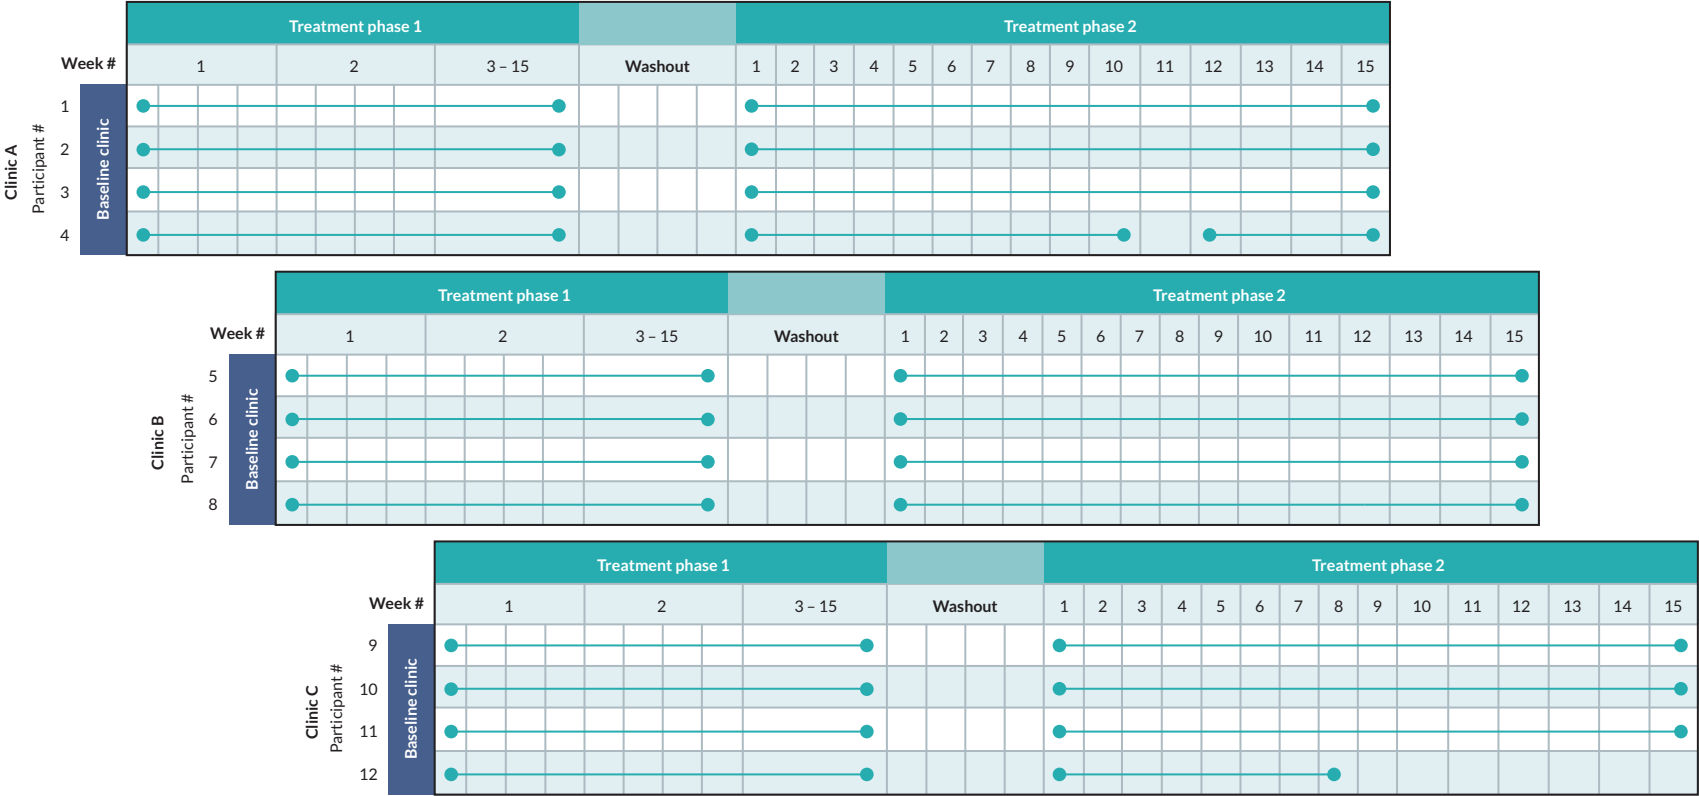 Treatment phase 1 Treatment phase 2
Week # 1 2 3 – 15 Washout 1 2 3 4 5 6 7 8 9 10 11 12 13 14 15
Clinic A
Participant #
Baseline clinic
1
2
3
4
Treatment phase 1 Treatment phase 2
Week # 1 2 3 – 15 Washout 1 2 3 4 5 6 7 8 9 10 11 12 13 14 15
Clinic B
Participant #
Baseline clinic
5
6
7
8
Treatment phase 1 Treatment phase 2
Week # 1 2 3 – 15 Washout 1 2 3 4 5 6 7 8 9 10 11 12 13 14 15
Clinic C
Participant #
Baseline clinic
9
10
11
12